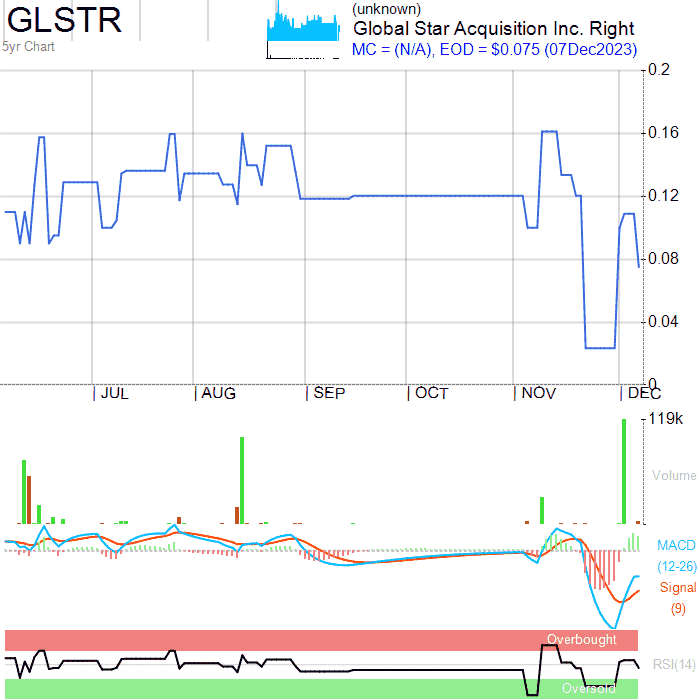 GLSTR
5yr Chart
(unknown)
Global Star Acquisition Inc. Right
MC = (N/A), EOD = $0.075 (07Dec2023)
0.2
0.16
0.12
0.08
0.04
0
JUL AUG SEP OCT NOV DEC
119k
Volume
MACD
(12-26)
Signal
(9)
Overbought
RSI(14)
Oversold